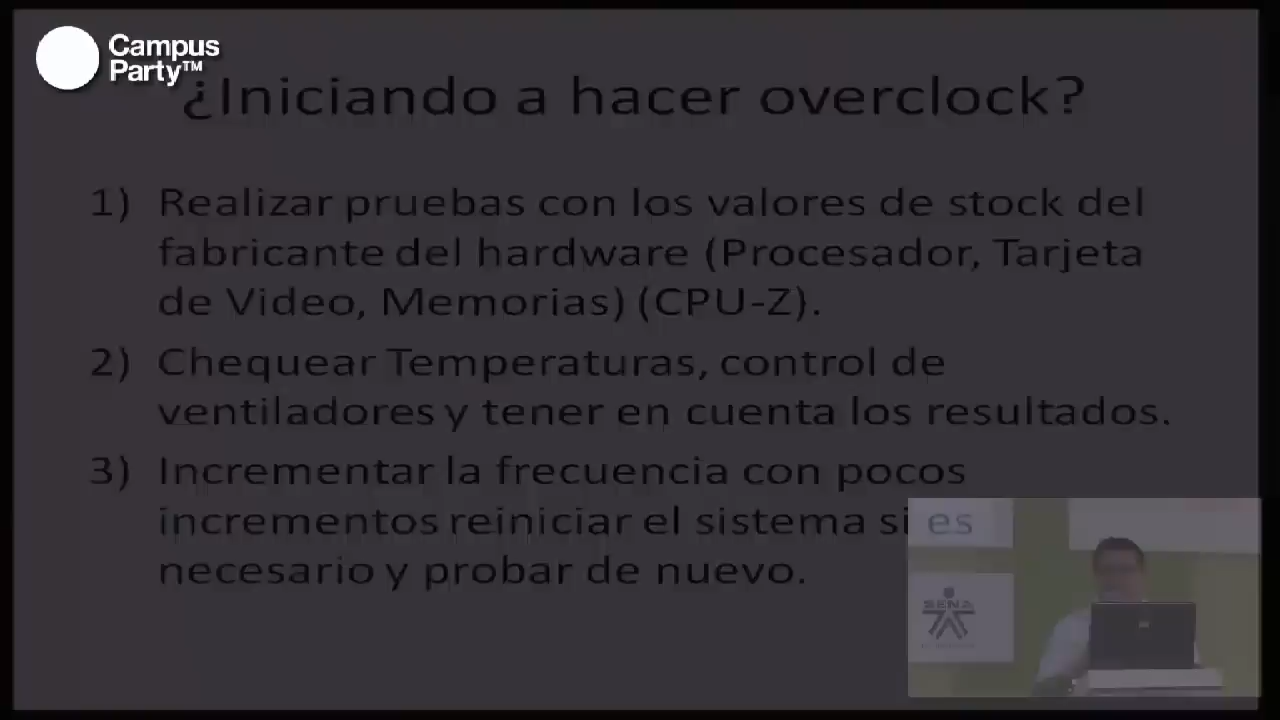 Campus
Party™
¿Iniciando a hacer overclock?
1) Realizar pruebas con los valores de stock del
fabricante del hardware (Procesador, Tarjeta
de Video, Memorias) (CPU-Z).
2) Chequear Temperaturas, control de
ventiladores y tener en cuenta los resultados.
3) Incrementar la frecuencia con pocos
incrementos reiniciar el sistema si es
necesario y probar de nuevo.
SENA